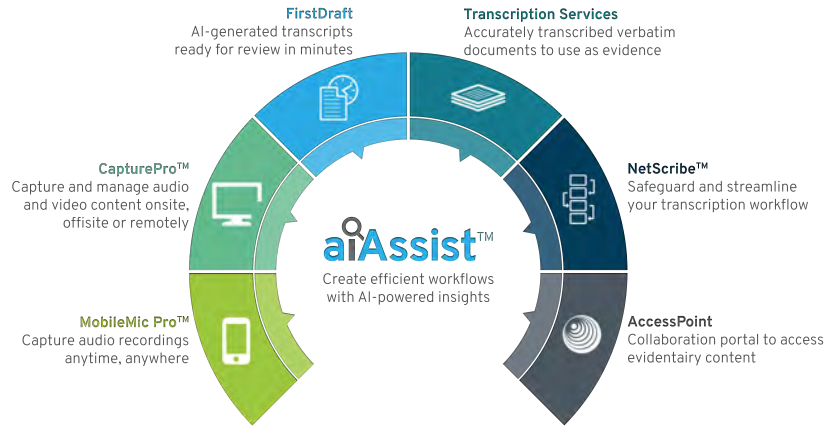 FirstDraft
AI-generated transcripts
ready for review in minutes
Transcription Services
Accurately transcribed verbatim
documents to use as evidence
CapturePro™
Capture and manage audio
and video content onsite,
offisite or remotely
NetScribe™
Safeguard and streamline
your transcription workflow
aiAssist™
Create efficient workflows
with AI-powered insights
MobileMic Pro™
Capture audio recordings
anytime, anywhere
AccessPoint
Collaboration portal to access
evidentairy content